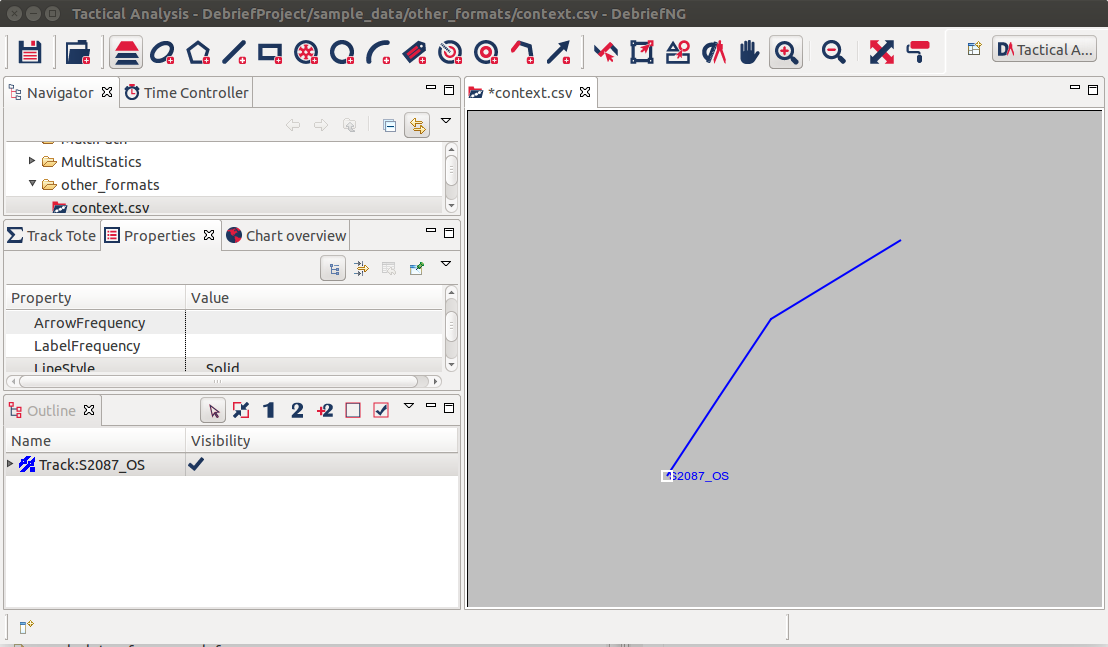 Tactical Analysis - DebriefProject/sample_data/other_formats/context.csv - DebriefNG
DA Tactical A...
Navigator
Time Controller
*context.csv
MultiStatics
other_formats
context.csv
Track Tote
Properties
Chart overview
Property Value
ArrowFrequency
LabelFrequency
LineStyle Solid
Outline
1 2 +2
Name Visibility
Track:S2087_OS
S2087_OS